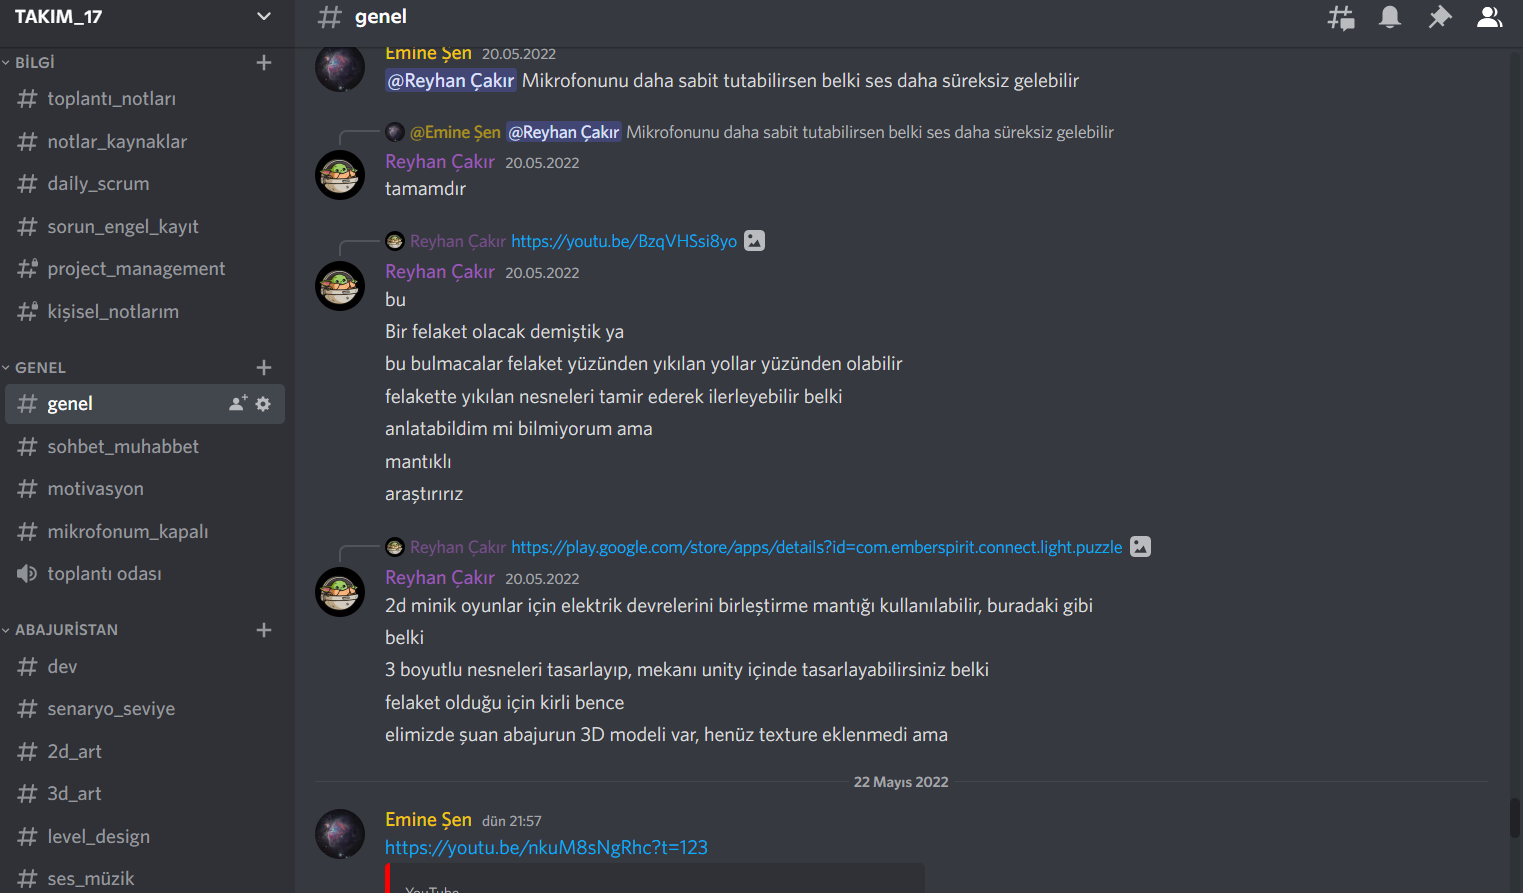 TAKIM_17
BİLGİ
toplantı_notları
notlar_kaynaklar
daily_scrum
sorun_engel_kayıt
project_management
kişisel_notlarım
GENEL
genel
sohbet_muhabbet
motivasyon
mikrofonum_kapalı
toplantı odası
ABAJURİSTAN
dev
senaryo_seviye
2d_art
3d_art
level_design
ses_müzik
genel
Emine Şen 20.05.2022
@Reyhan Çakır Mikrofonunu daha sabit tutabilirsen belki ses daha süreksiz gelebilir
@Emine Şen @Reyhan Çakır Mikrofonunu daha sabit tutabilirsen belki ses daha süreksiz gelebilir
Reyhan Çakır 20.05.2022
tamamdır
Reyhan Çakır https://youtu.be/BzqVHSsi8yo
Reyhan Çakır 20.05.2022
bu
Bir felaket olacak demiştik ya
bu bulmacalar felaket yüzünden yıkılan yollar yüzünden olabilir
felakette yıkılan nesneleri tamir ederek ilerleyebilir belki
anlatabildim mi bilmiyorum ama
mantıklı
araştırırız
Reyhan Çakır https://play.google.com/store/apps/details?id=com.emberspirit.connect.light.puzzle
Reyhan Çakır 20.05.2022
2d minik oyunlar için elektrik devrelerini birleştirme mantığı kullanılabilir, buradaki gibi
belki
3 boyutlu nesneleri tasarlayıp, mekanı unity içinde tasarlayabilirsiniz belki
felaket olduğu için kirli bence
elimizde şuan abajurun 3D modeli var, henüz texture eklenmedi ama
22 Mayıs 2022
Emine Şen dün 21:57
https://youtu.be/nkuM8sNgRhc?t=123
YouTube